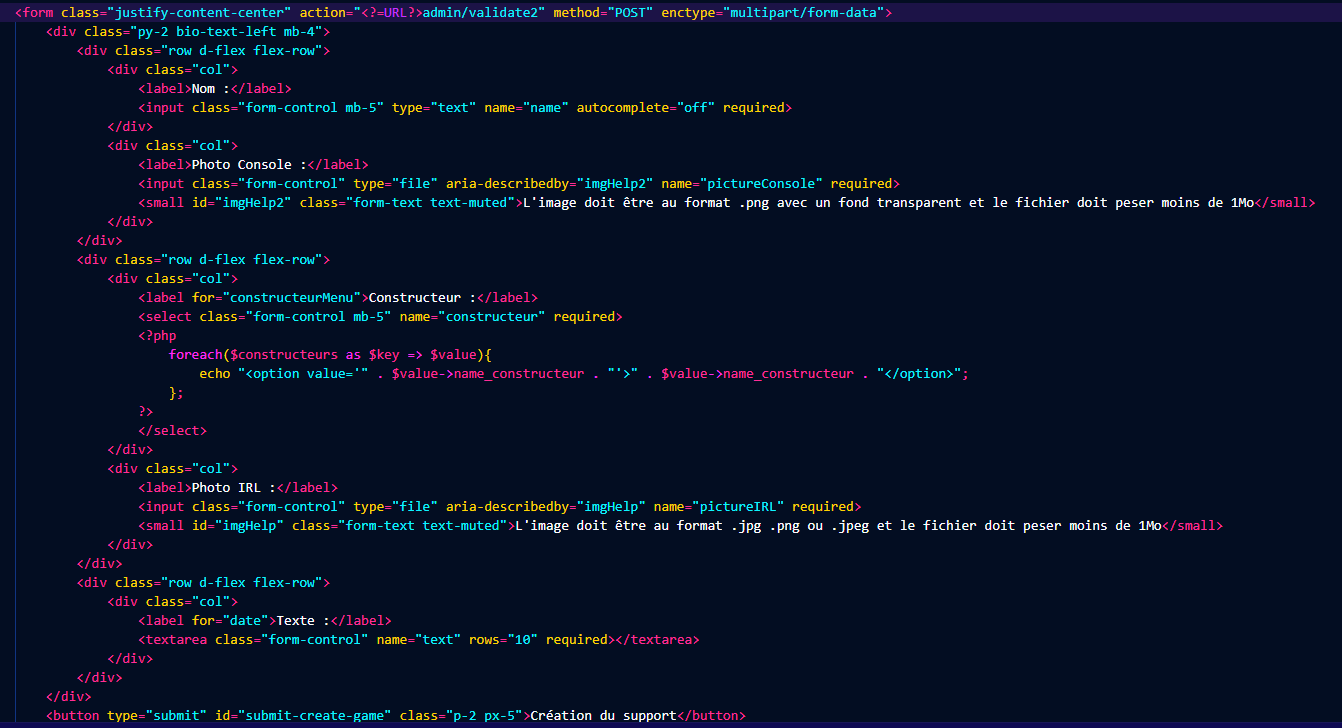 <form class="justify-content-center" action="<?=URL?>admin/validate2" method="POST" enctype="multipart/form-data">
<div class="py-2 bio-text-left mb-4">
<div class="row d-flex flex-row">
<div class="col">
<label>Nom :</label>
<input class="form-control mb-5" type="text" name="name" autocomplete="off" required>
</div>
<div class="col">
<label>Photo Console :</label>
<input class="form-control" type="file" aria-describedby="imgHelp2" name="pictureConsole" required>
<small id="imgHelp2" class="form-text text-muted">L'image doit être au format .png avec un fond transparent et le fichier doit peser moins de 1Mo</small>
</div>
</div>
<div class="row d-flex flex-row">
<div class="col">
<label for="constructeurMenu">Constructeur :</label>
<select class="form-control mb-5" name="constructeur" required>
<?php
foreach($constructeurs as $key => $value){
echo "<option value='" . $value->name_constructeur . "'>" . $value->name_constructeur . "</option>";
};
?>
</select>
</div>
<div class="col">
<label>Photo IRL :</label>
<input class="form-control" type="file" aria-describedby="imgHelp" name="pictureIRL" required>
<small id="imgHelp" class="form-text text-muted">L'image doit être au format .jpg .png ou .jpeg et le fichier doit peser moins de 1Mo</small>
</div>
</div>
<div class="row d-flex flex-row">
<div class="col">
<label for="date">Texte :</label>
<textarea class="form-control" name="text" rows="10" required></textarea>
</div>
</div>
</div>
<button type="submit" id="submit-create-game" class="p-2 px-5">Création du support</button>